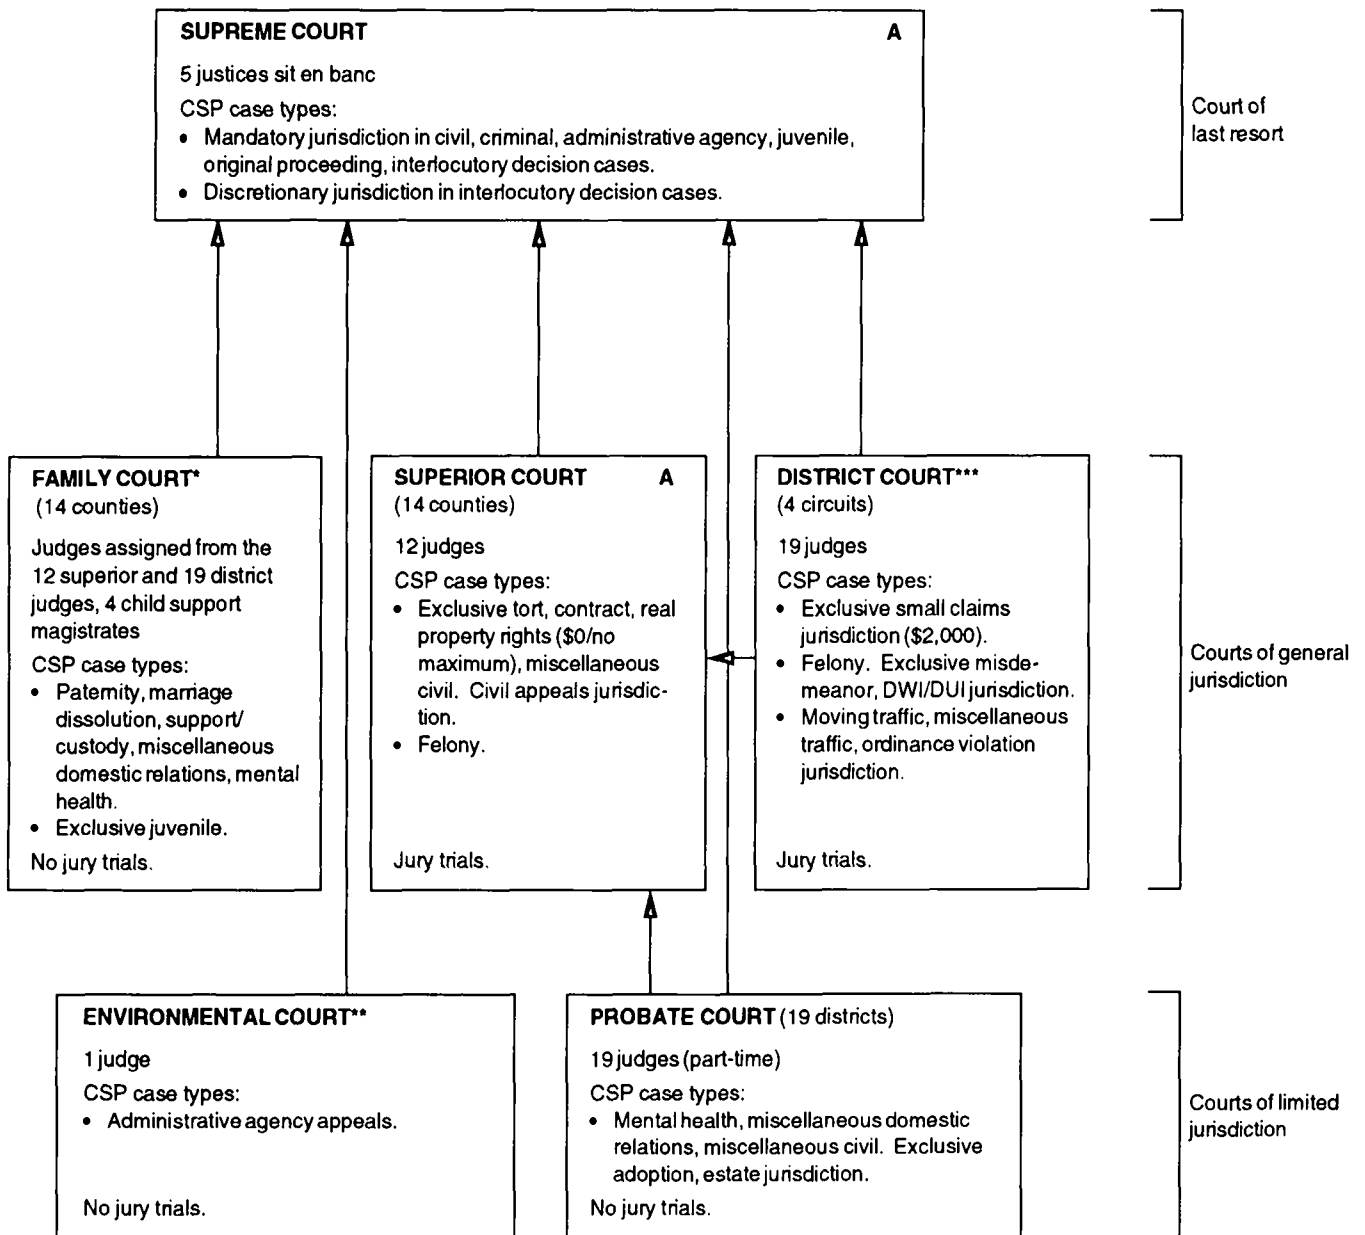 SUPREME COURT A
5 justices sit en banc
CSP case types:
• Mandatory jurisdiction in civil, criminal, administrative agency, juvenile,
original proceeding, interlocutory decision cases.
• Discretionary jurisdiction in interlocutory decision cases.
Court of
last resort
FAMILY COURT*
(14 counties)
Judges assigned from the
12 superior and 19 district
judges, 4 child support
magistrates
CSP case types:
• Paternity, marriage
dissolution, support/
custody, miscellaneous
domestic relations, mental
health.
• Exclusive juvenile.
No jury trials.
SUPERIOR COURT A
(14 counties)
12 judges
CSP case types:
• Exclusive tort, contract, real
property rights ($0/no
maximum), miscellaneous
civil. Civil appeals jurisdic-
tion.
• Felony.
Jury trials.
DISTRICT COURT***
(4 circuits)
19 judges
CSP case types:
• Exclusive small claims
jurisdiction ($2,000).
• Felony. Exclusive misde-
meanor, DWI/DUI jurisdiction.
• Moving traffic, miscellaneous
traffic, ordinance violation
jurisdiction.
Jury trials.
Courts of general
jurisdiction
ENVIRONMENTAL COURT**
1 judge
CSP case types:
• Administrative agency appeals.
No jury trials.
PROBATE COURT (19 districts)
19 judges (part-time)
CSP case types:
• Mental health, miscellaneous domestic
relations, miscellaneous civil. Exclusive
adoption, estate jurisdiction.
No jury trials.
Courts of limited
jurisdiction